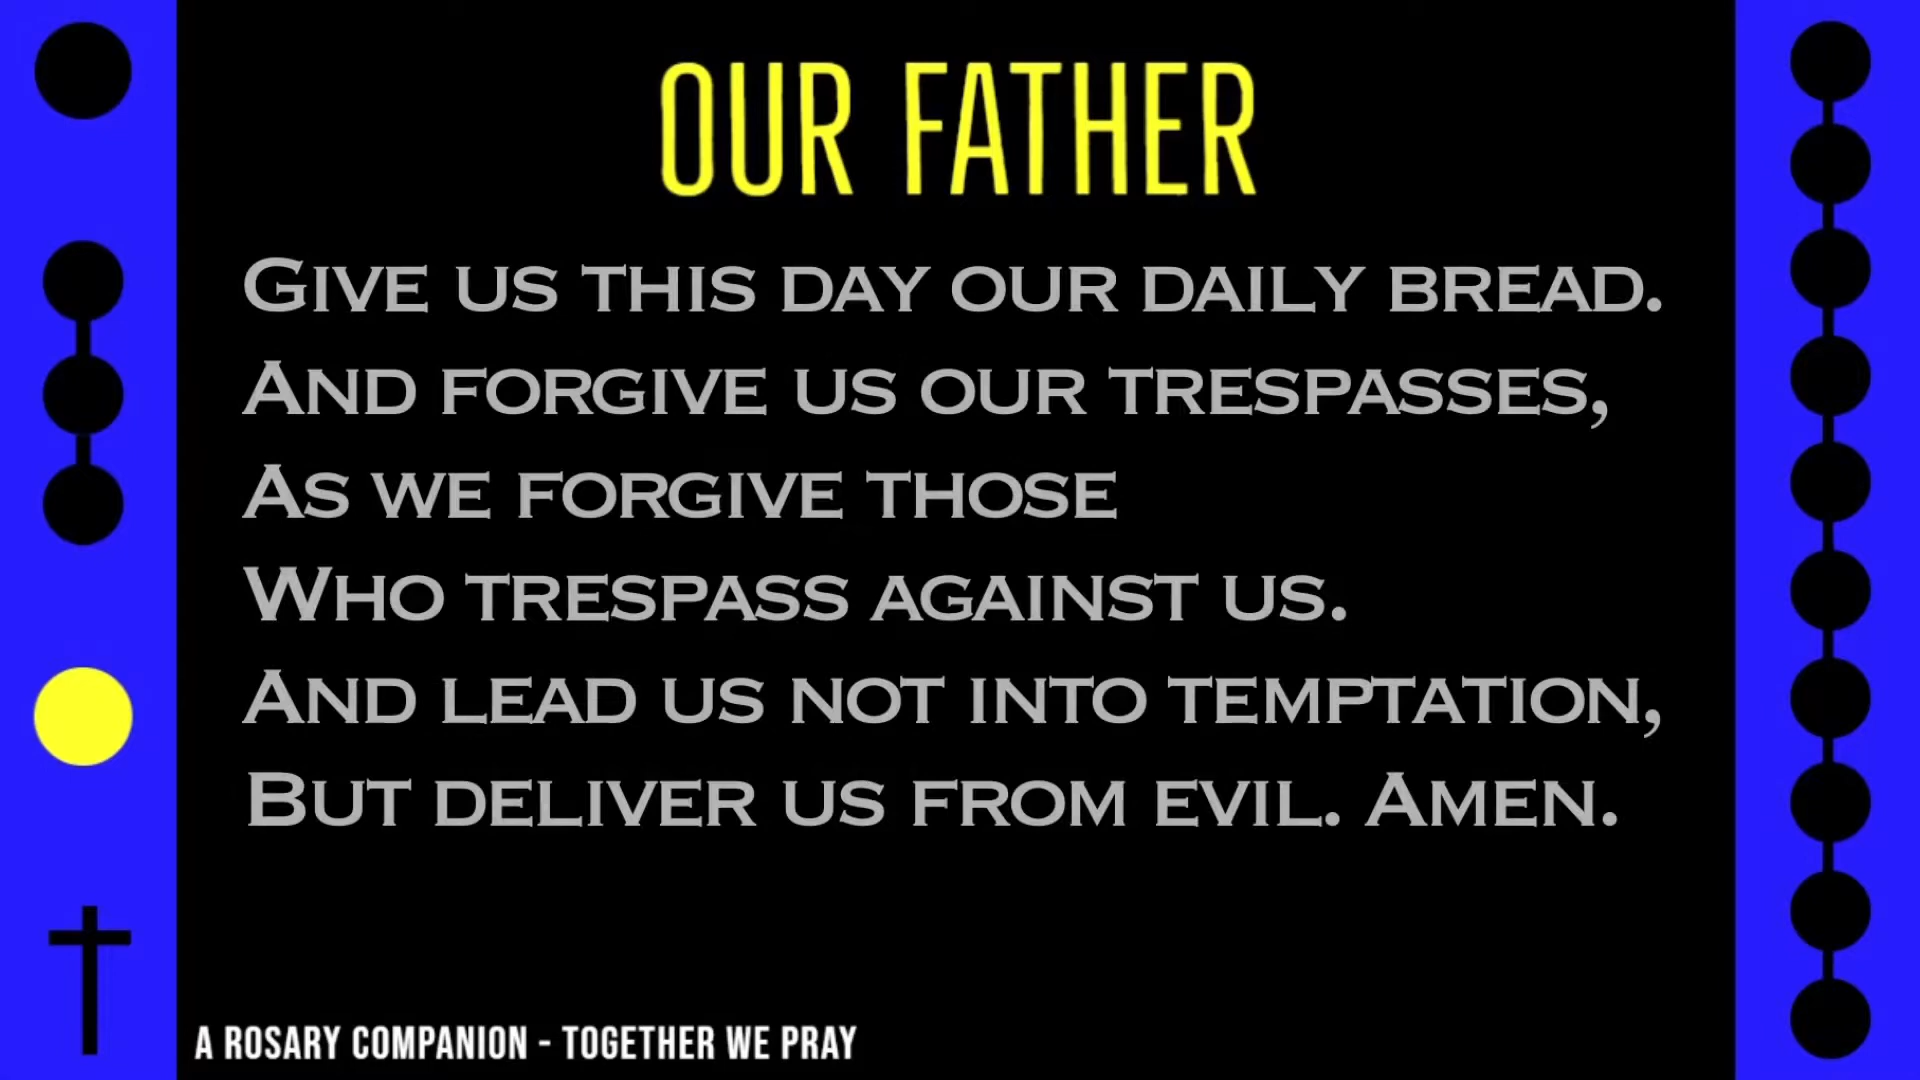 OUR FATHER
Give us this day our daily bread.
And forgive us our trespasses,
As we forgive those
Who trespass against us.
And lead us not into temptation,
But deliver us from evil. Amen.
A ROSARY COMPANION - TOGETHER WE PRAY